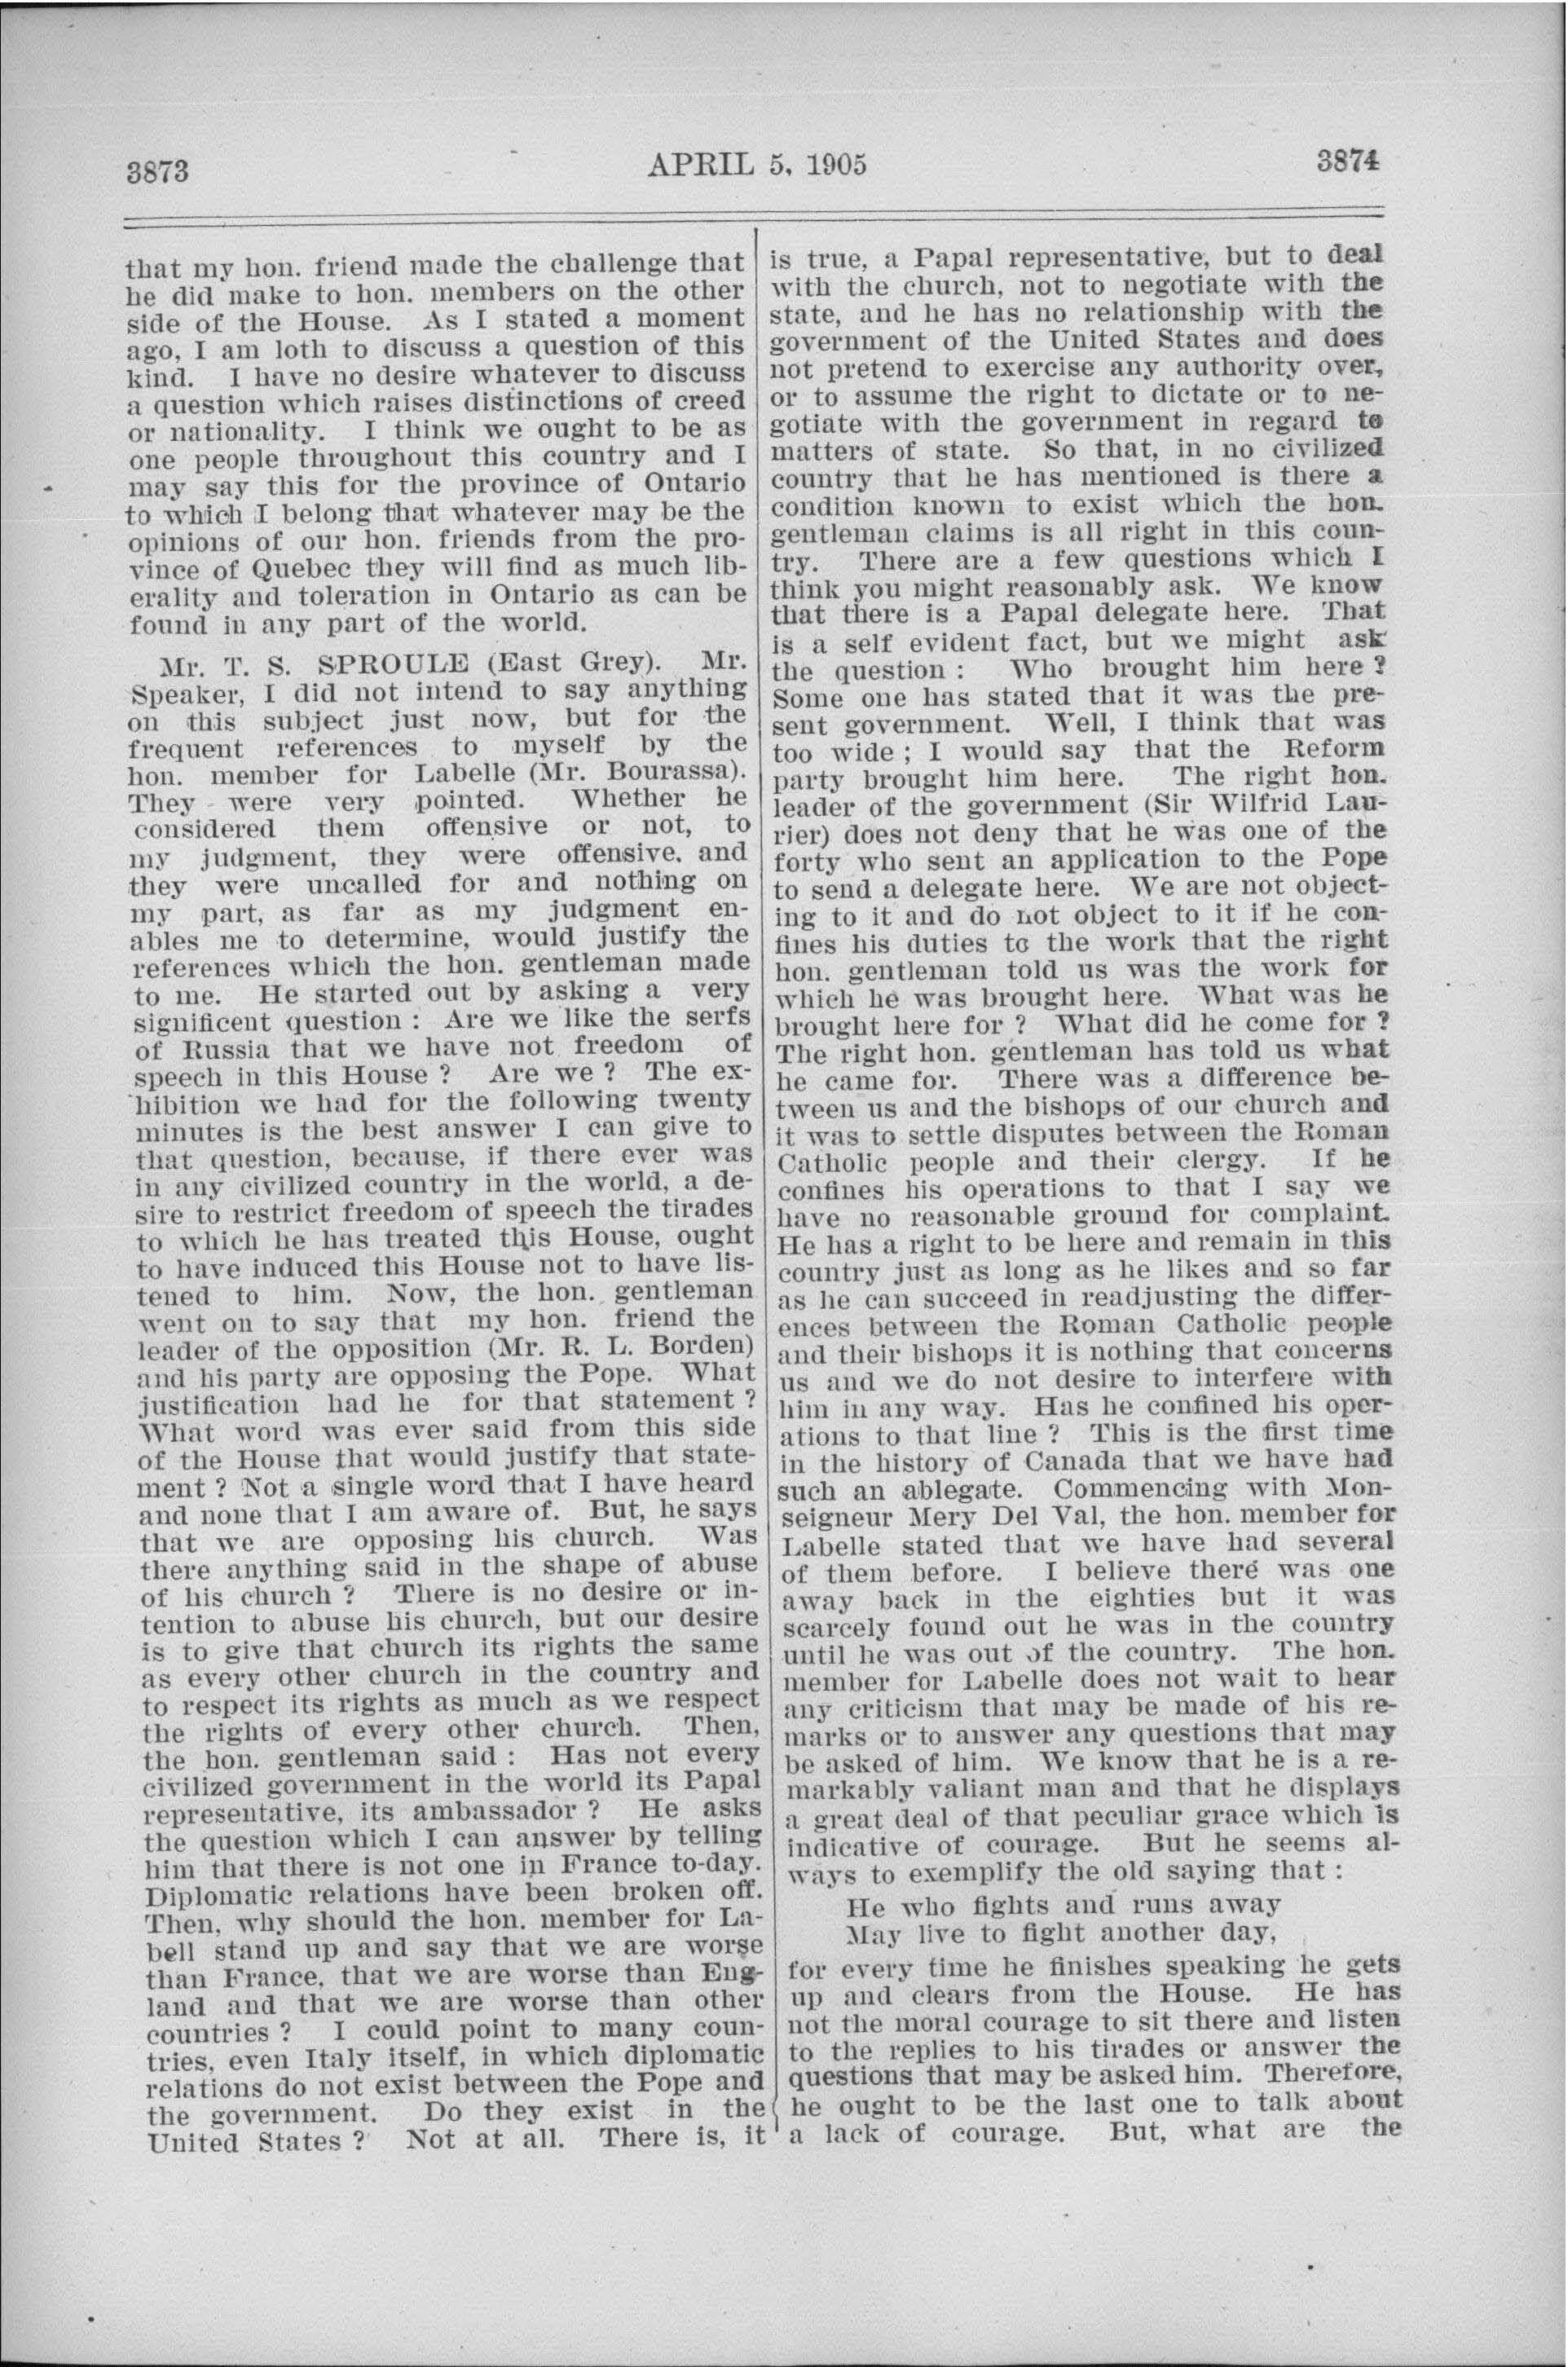 3873
APRIL 5, 1905
3874
that my hon. friend made the challenge that
he did make to hon. members on the other
side of the House. As I stated a moment
ago, I am loth to discuss a question of this
kind. I have no desire whatever to discuss
a question which raises distinctions of creed
or nationality. I think we ought to be as
one people throughout this country and I
may say this for the province of Ontario
to which I belong that whatever may be the
opinions of our hon. friends from the pro-
vince of Quebec they will find as much lib-
erality and toleration in Ontario as can be
found in any part of the world.
Mr. T. S. SPROULE (East Grey). Mr.
Speaker, I did not intend to say anything
on this subject just now, but for the
frequent references to myself by the
hon. member for Labelle (Mr. Bourassa).
They were very pointed. Whether he
considered them offensive or not, to
my judgment, they were offensive, and
they were uncalled for and nothing on
my part, as far as my judgment en-
ables me to determine, would justify the
references which the hon. gentleman made
to me. He started out by asking a very
significent question : Are we like the serfs
of Russia that we have not freedom of
speech in this House ? Are we ? The ex-
hibition we had for the following twenty
minutes is the best answer I can give to
that question, because, if there ever was
in any civilized country in the world, a de-
sire to restrict freedom of speech the tirades
to which he has treated this House, ought
to have induced this House not to have lis-
tened to him. Now, the hon. gentleman
went on to say that my hon. friend the
leader of the opposition (Mr. R. L. Borden)
and his party are opposing the Pope. What
justification had he for that statement ?
What word was ever said from this side
of the House that would justify that state-
ment ? Not a single word that I have heard
and none that I am aware of. But, he says
that we are opposing his church. Was
there anything said in the shape of abuse
of his church ? There is no desire or in-
tention to abuse his church, but our desire
is to give that church its rights the same
as every other church in the country and
to respect its rights as much as we respect
the rights of every other church. Then,
the hon. gentleman said : Has not every
civilized government in the world its Papal
representative, its ambassador ? He asks
the question which I can answer by telling
him that there is not one in France to-day.
Diplomatic relations have been broken off.
Then, why should the hon. member for La-
bell stand up and say that we are worse
than France, that we are worse than Eng-
land and that we are worse than other
countries ? I could point to many coun-
tries, even Italy itself, in which diplomatic
relations do not exist between the Pope and
the government. Do they exist in the
United States ? Not at all. There is, it
is true, a Papal representative, but to deal
with the church, not to negotiate with the
state, and he has no relationship with the
government of the United States and does
not pretend to exercise any authority over,
or to assume the right to dictate or to ne-
gotiate with the government in regard to
matters of state. So that, in no civilized
country that he has mentioned is there a
condition known to exist which the hon.
gentleman claims is all right in this coun-
try. There are a few questions which I
think you might reasonably ask. We know
that there is a Papal delegate here. That
is a self evident fact, but we might ask
the question : Who brought him here ?
Some one has stated that it was the pre-
sent government. Well, I think that was
too wide ; I would say that the Reform
party brought him here. The right hon.
leader of the government (Sir Wilfrid Lau-
rier) does not deny that he was one of the
forty who sent an application to the Pope
to send a delegate here. We are not object-
ing to it and do not object to it if he con-
fines his duties to the work that the right
hon. gentleman told us was the work for
which he was brought here. What was he
brought here for ? What did he come for ?
The right hon. gentleman has told us what
he came for. There was a difference be-
tween us and the bishops of our church and
it was to settle disputes between the Roman
Catholic people and their clergy. If he
confines his operations to that I say we
have no reasonable ground for complaint.
He has a right to be here and remain in this
country just as long as he likes and so far
as he can succeed in readjusting the differ-
ences between the Roman Catholic people
and their bishops it is nothing that concerns
us and we do not desire to interfere with
him in any way. Has he confined his oper-
ations to that line ? This is the first time
in the history of Canada that we have had
such an ablegate. Commencing with Mon-
seigneur Mery Del Val, the hon. member for
Labelle stated that we have had several
of them before. I believe there was one
away back in the eighties but it was
scarcely found out he was in the country
until he was out of the country. The hon.
member for Labelle does not wait to hear
any criticism that may be made of his re-
marks or to answer any questions that may
be asked of him. We know that he is a re-
markably valiant man and that he displays
a great deal of that peculiar grace which is
indicative of courage. But he seems al-
ways to exemplify the old saying that :
He who fights and runs away
May live to fight another day,
for every time he finishes speaking he gets
up and clears from the House. He has
not the moral courage to sit there and listen
to the replies to his tirades or answer the
questions that may be asked him. Therefore,
he ought to be the last one to talk about
a lack of courage. But, what are the